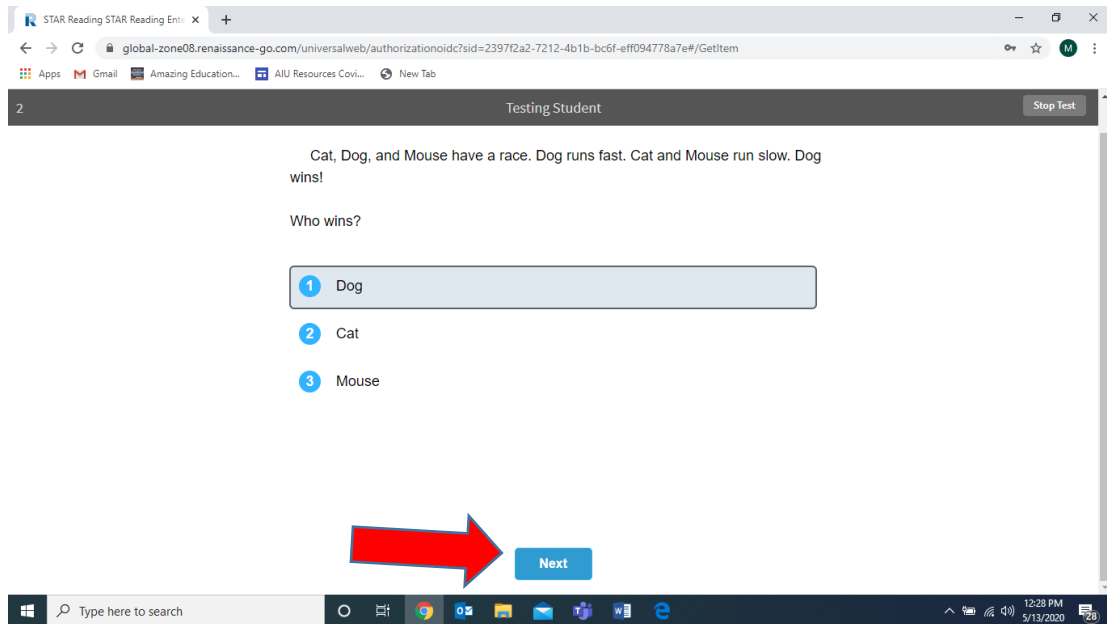 STAR Reading STAR Reading Ente
global-zone08.renaissance-go.com/universalweb/authorizationoidc?sid=2397f2a2-7212-4b1b-bc6f-eff094778a7e#/GetItem
M
Apps Gmail Amazing Education... AIU Resources Covi... New Tab
2 Testing Student Stop Test
Cat, Dog, and Mouse have a race. Dog runs fast. Cat and Mouse run slow. Dog
wins!
Who wins?
1 Dog
2 Cat
3 Mouse
Next
Type here to search
12:28 PM
5/13/2020
28